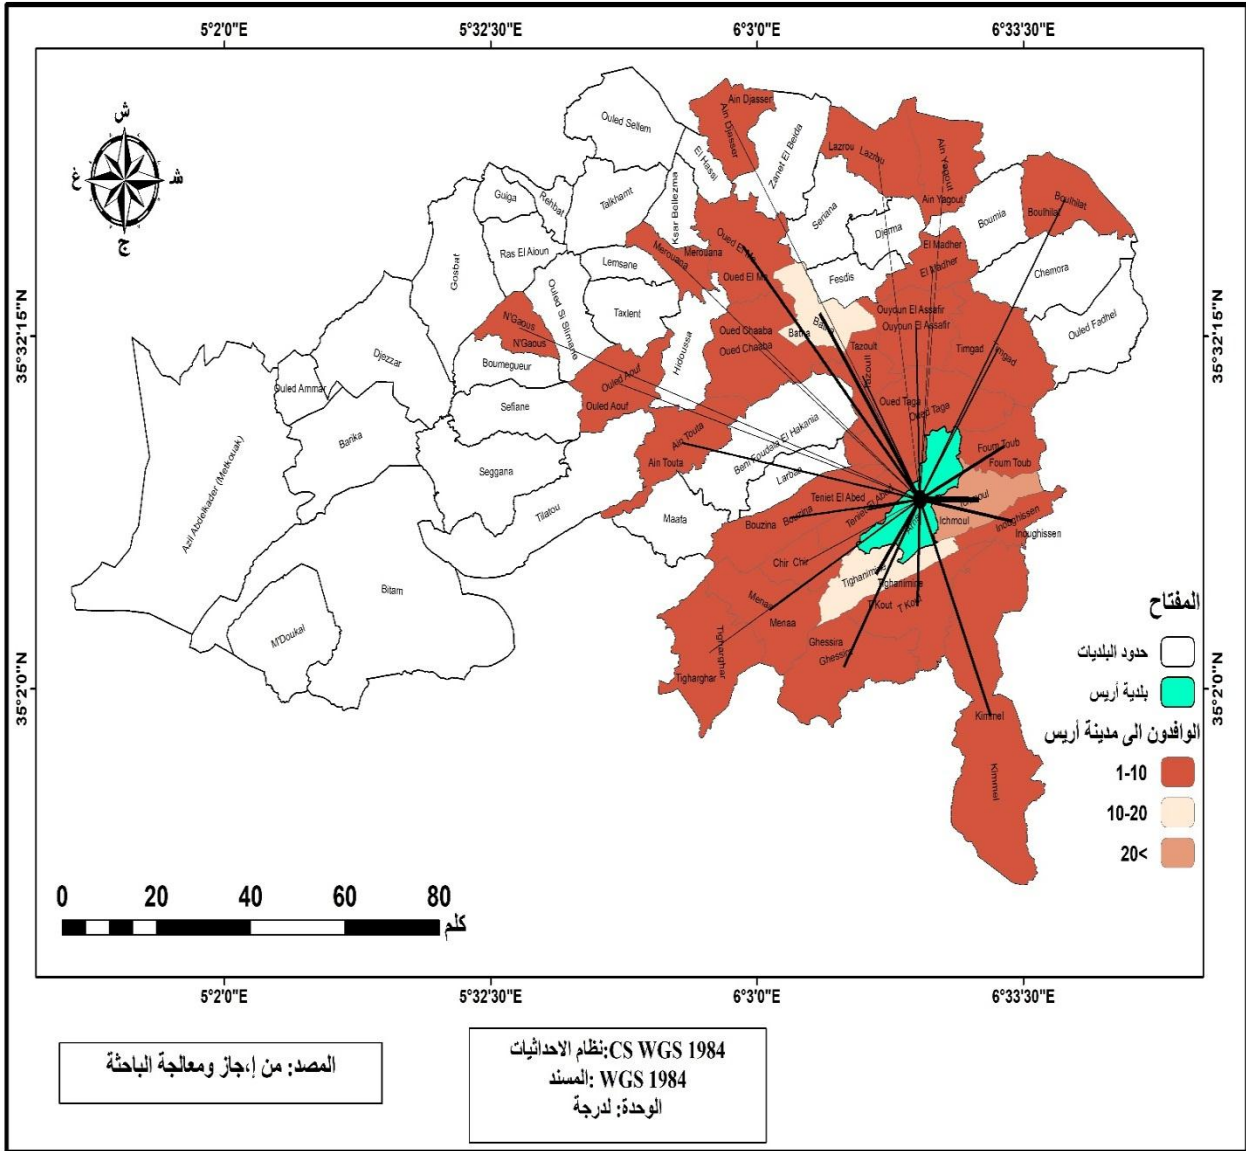 5°2'0"E
5°32'30"E
6°3'0"E
6°33'30"E
ش
غ
شـ
ج
35°32'15"N
35°32'15"N
35°2'0"N
35°2'0"N
Ouled Sellem
Ain Djasser
Ain Djasser
El Hassi
Zanet El Beida
Lazrou
Lazrou
Ain Yagout
Ain Yagout
Boulhilat
Boulhilat
Boumia
Guiga
Rehbat
Talkhamt
Ksar Bellezma
Seriana
Djerma
Gosbat
Ras El Aioun
Lemsane
Merouana
Merouana
Oued El Ma
Oued El Ma
El Madher
El Madher
Chemora
Fesdis
Ouled Fadhel
Ouled Si Slimane
Taxlent
N'Gaous
N'Gaous
Hidoussa
Batna
Batna
Oued Chaaba
Oued Chaaba
Ouyoun El Assafir
Ouyoun El Assafir
Tazoult
Tazoult
Timgad
Timgad
Djezzar
Boumegueur
Ouled Aouf
Ouled Aouf
Ouled Ammar
Sefiane
Barika
Oued Taga
Oued Taga
Ain Touta
Ain Touta
Beni Foudala El Hakania
Foum Toub
Foum Toub
Azil Abdelkader (Metkouak)
Seggana
Larbaa
Tilatou
Maafa
Teniet El Abed
Teniet El Abed
Bouzina
Bouzina
Ichmoul
Inoughissen
Inoughissen
Chir
Chir
Tighanimine
Tighanimine
Bitam
M'Doukal
Menaa
Menaa
T Kout
T Kout
Ghessira
Ghessira
Tigharghar
Tigharghar
Kimmel
Kimmel
المفتاح
حدود البلديات
بلدية أريس
الوافدون الى مدينة أريس
1-10
10-20
20<
0 20 40 60 80
كلم
5°2'0"E
5°32'30"E
6°3'0"E
6°33'30"E
المصد: من إ،جاز ومعالجة الباحثة
نظام الاحداثيات:CS WGS 1984
المسند: WGS 1984
الوحدة: لدرجة